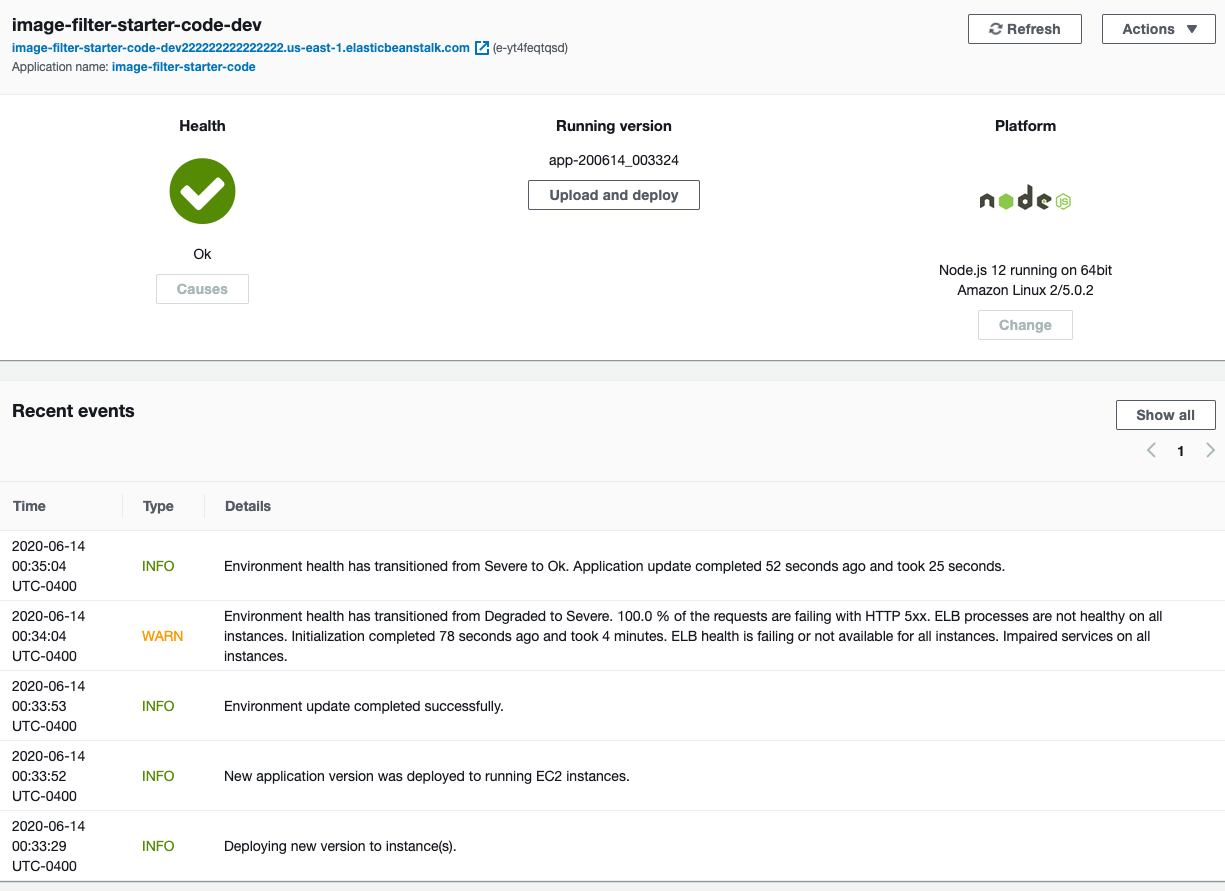 image-filter-starter-code-dev
image-filter-starter-code-dev222222222222222.us-east-1.elasticbeanstalk.com (e-yt4feqtqsd)
Application name: image-filter-starter-code
Refresh
Actions
Health
Ok
Causes
Running version
app-200614_003324
Upload and deploy
Platform
node JS
Node.js 12 running on 64bit
Amazon Linux 2/5.0.2
Change
Recent events
Show all
1
Time Type Details
2020-06-14
00:35:04
UTC-0400
INFO
Environment health has transitioned from Severe to Ok. Application update completed 52 seconds ago and took 25 seconds.
2020-06-14
00:34:04
UTC-0400
WARN
Environment health has transitioned from Degraded to Severe. 100.0 % of the requests are failing with HTTP 5xx. ELB processes are not healthy on all
instances. Initialization completed 78 seconds ago and took 4 minutes. ELB health is failing or not available for all instances. Impaired services on all
instances.
2020-06-14
00:33:53
UTC-0400
INFO
Environment update completed successfully.
2020-06-14
00:33:52
UTC-0400
INFO
New application version was deployed to running EC2 instances.
2020-06-14
00:33:29
UTC-0400
INFO
Deploying new version to instance(s).